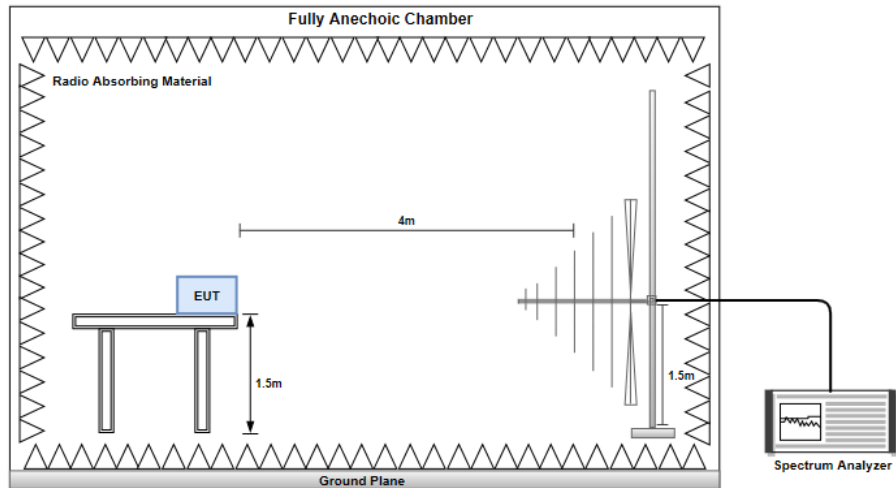 Fully Anechoic Chamber
Radio Absorbing Material
4m
EUT
1.5m
1.5m
Spectrum Analyzer
Ground Plane